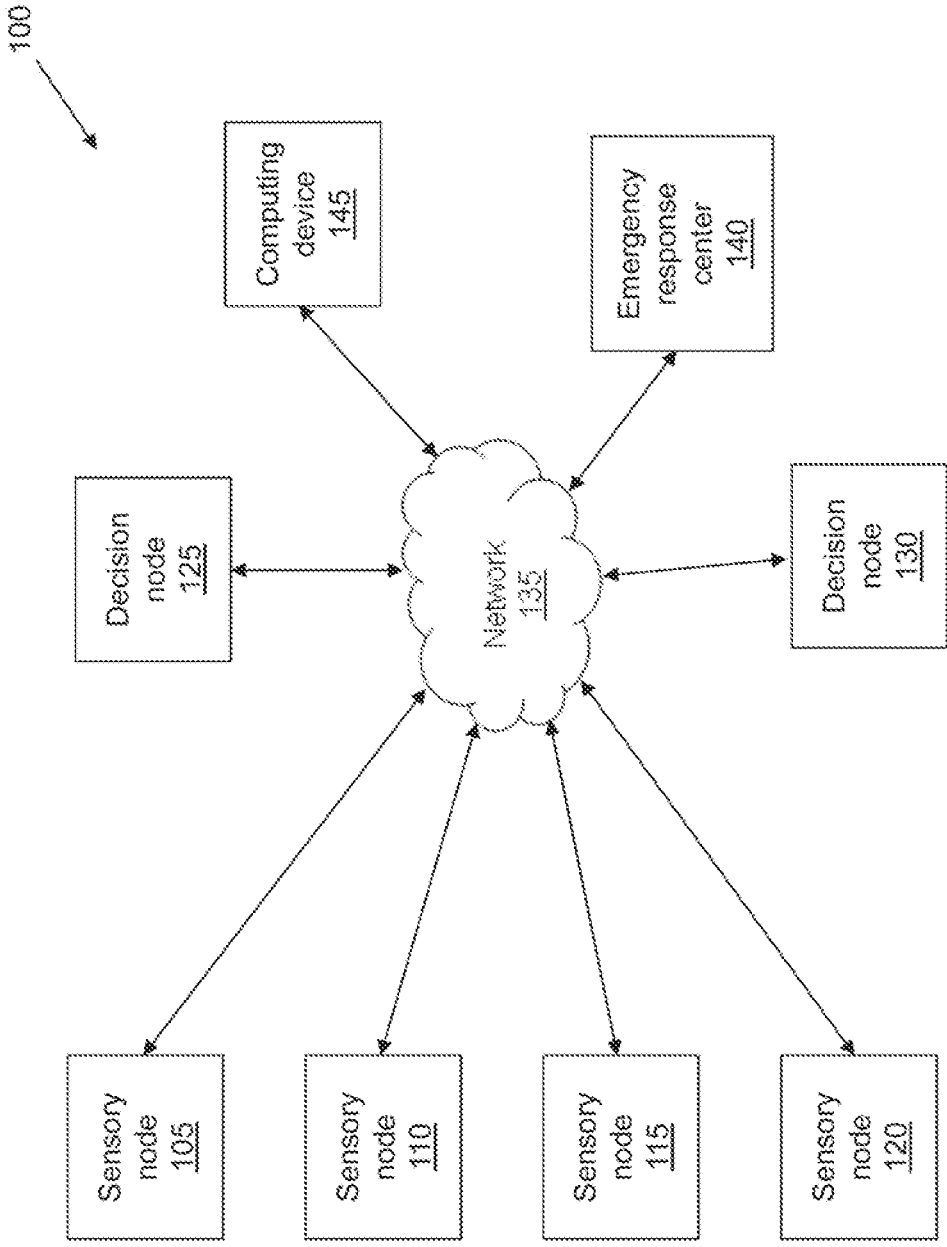 100
Sensory
node
105
Sensory
node
110
Sensory
node
115
Sensory
node
120
Decision
node
125
Network
135
Decision
node
130
Computing
device
145
Emergency
response
center
140